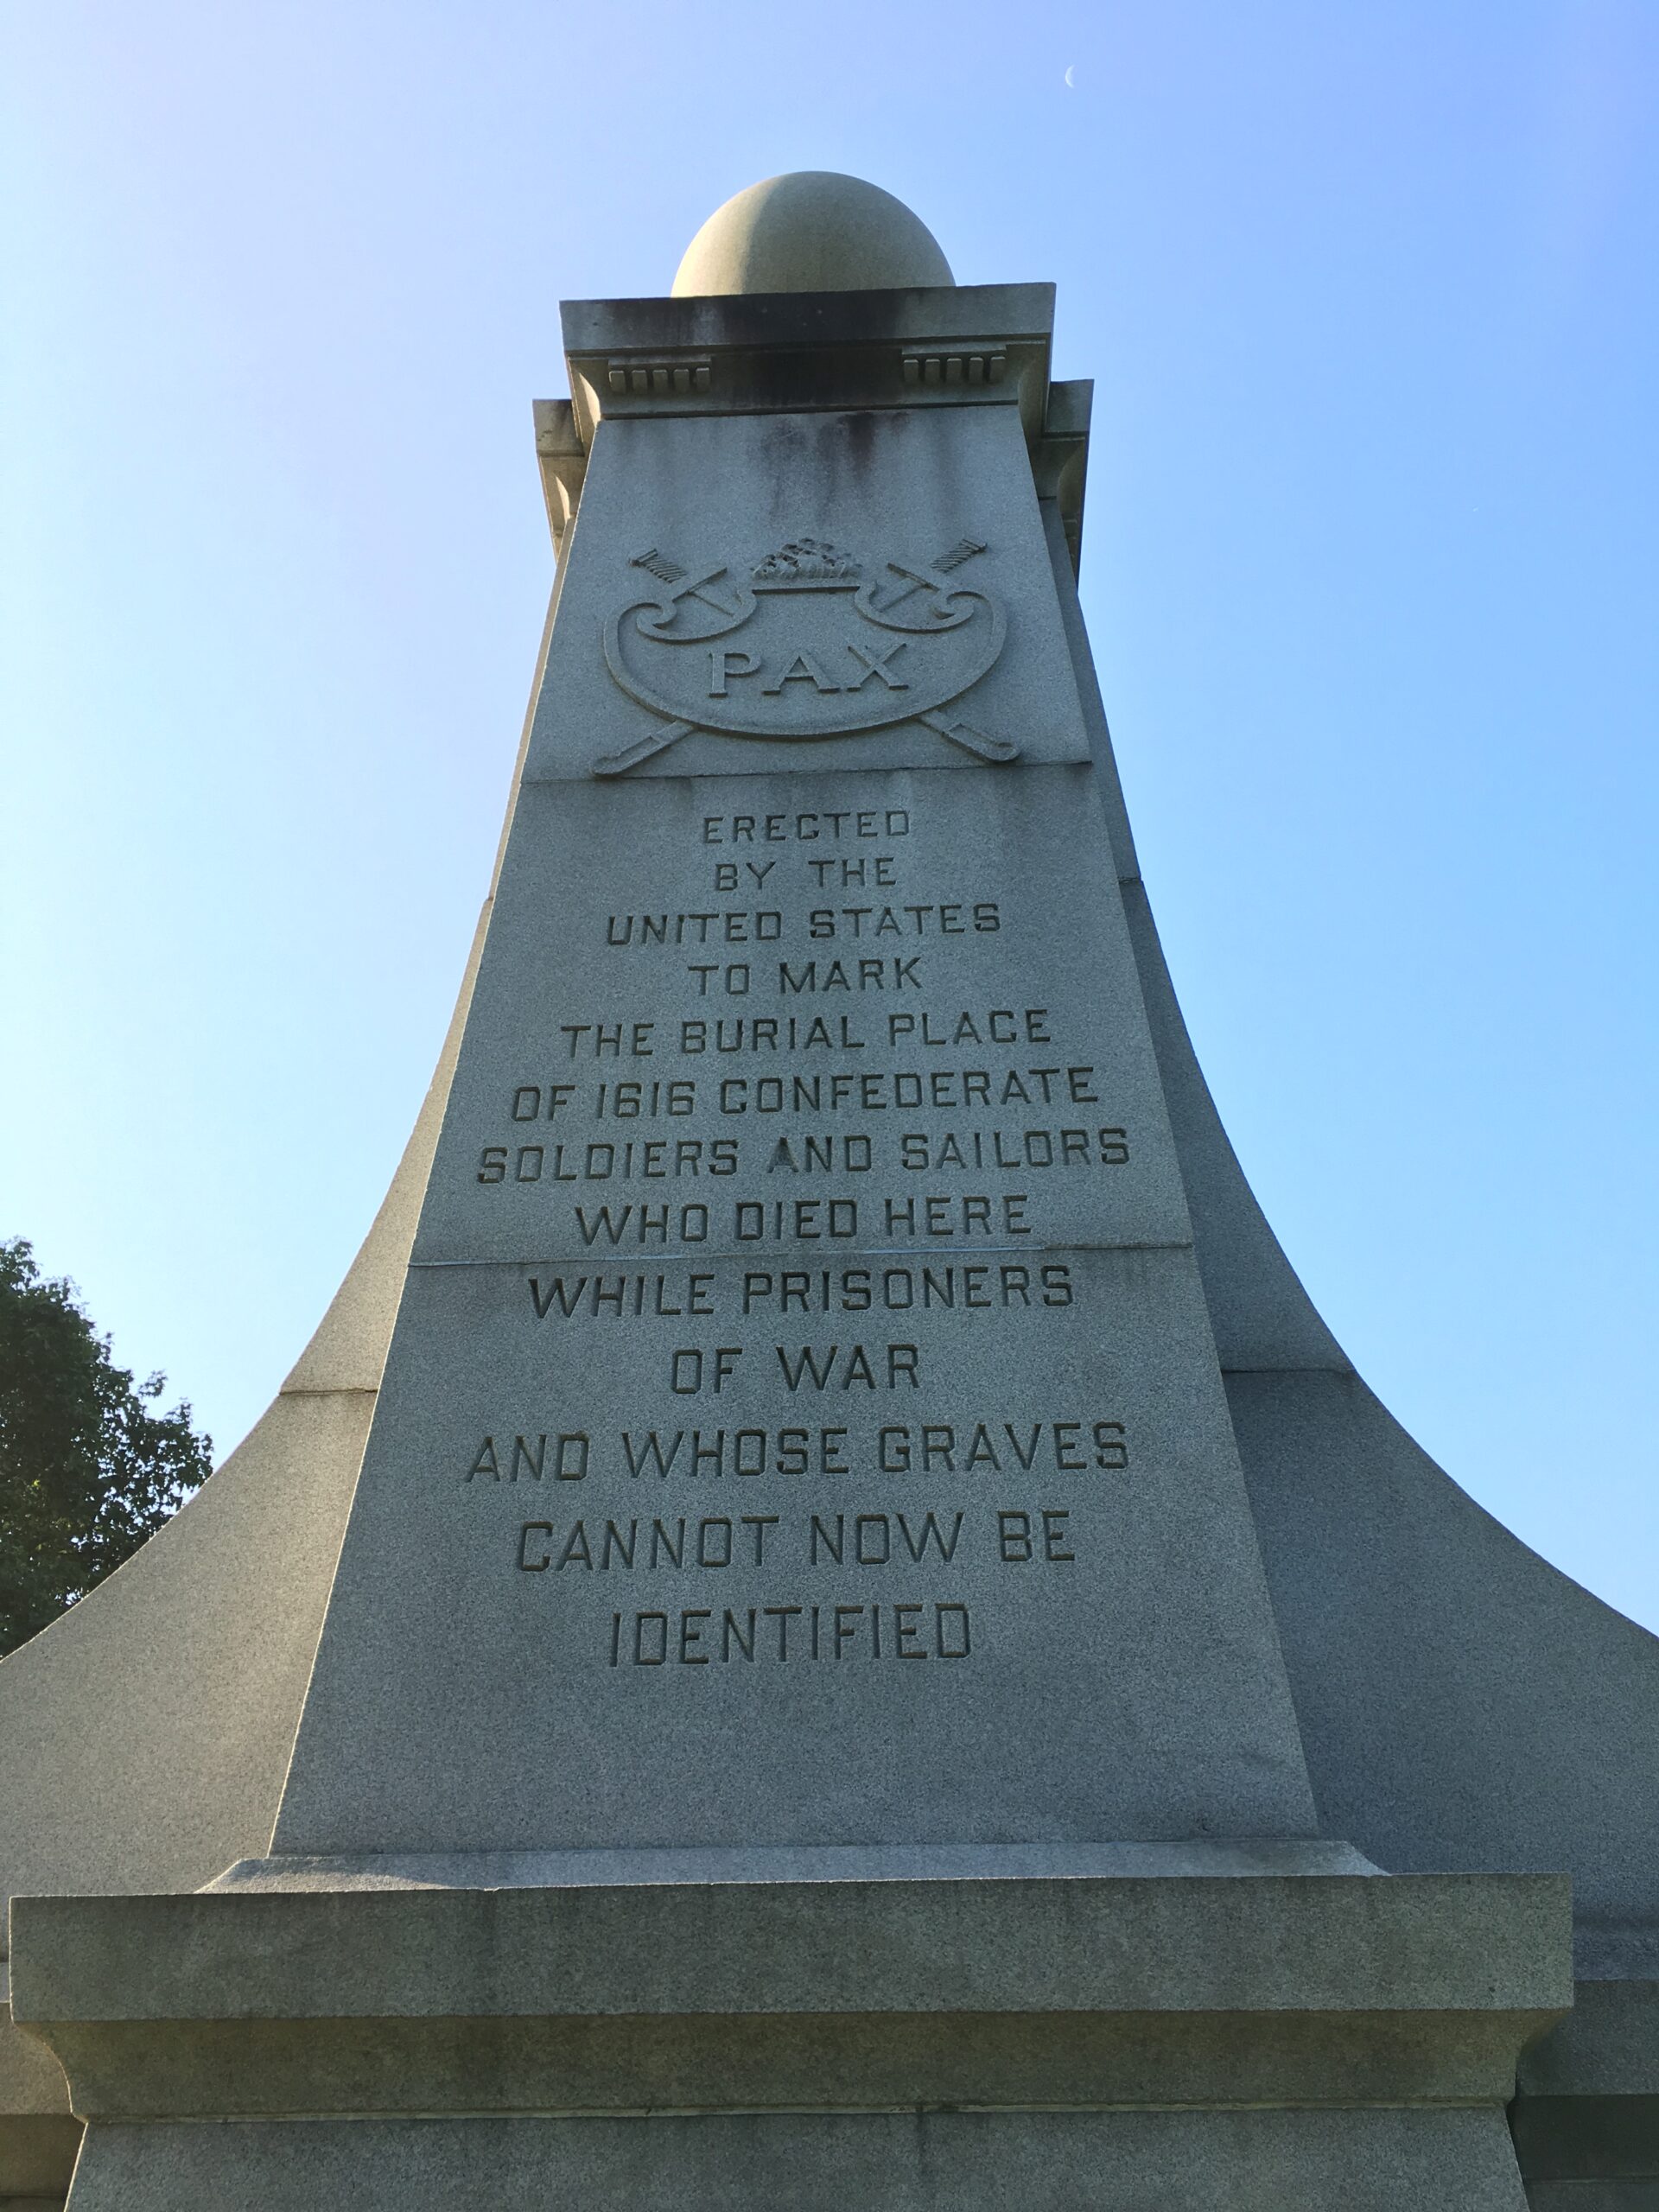 PAX
ERECTED
BY THE
UNITED STATES
TO MARK
THE BURIAL PLACE
OF 1616 CONFEDERATE
SOLDIERS AND SAILORS
WHO DIED HERE
WHILE PRISONERS
OF WAR
AND WHOSE GRAVES
CANNOT NOW BE
IDENTIFIED